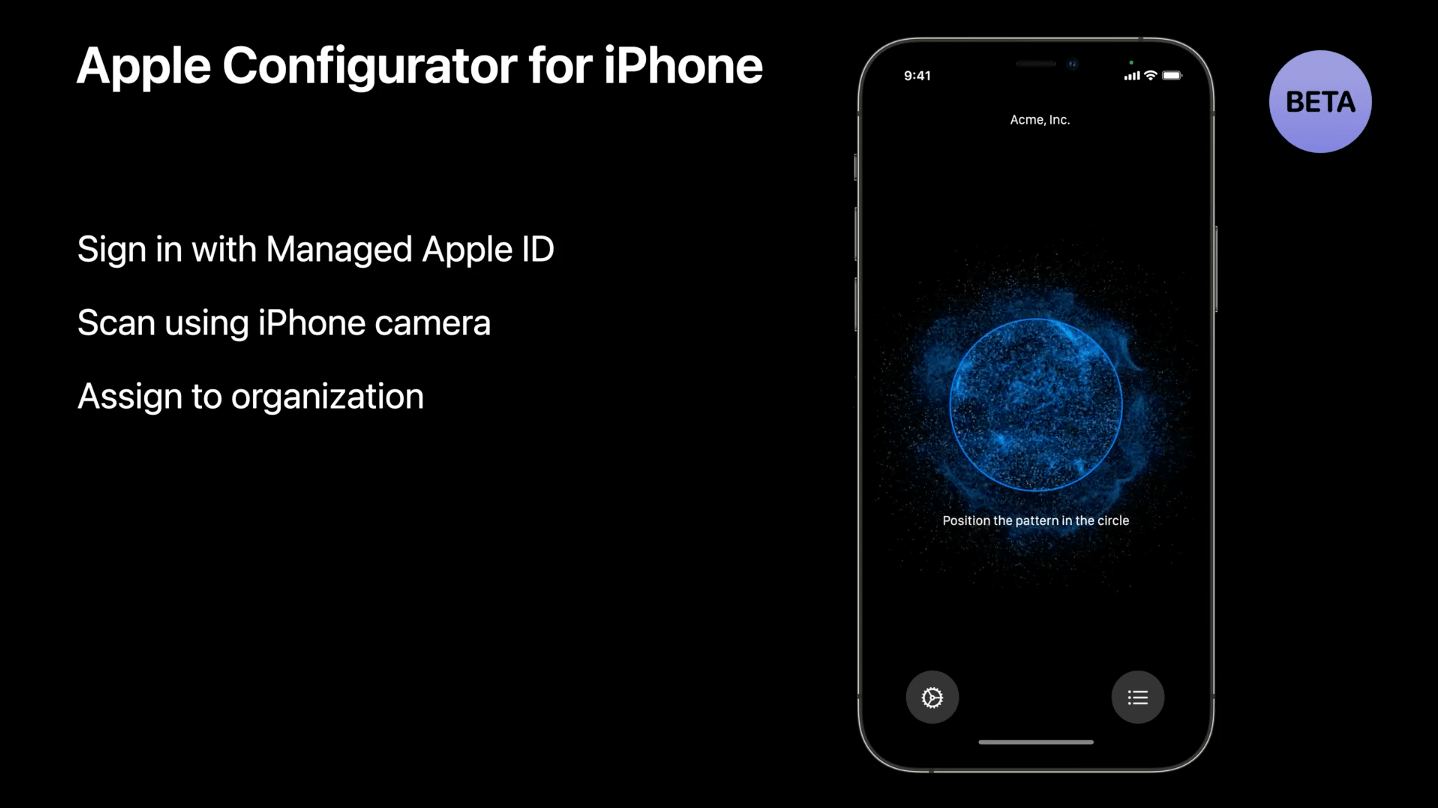 Apple Configurator for iPhone
BETA
Sign in with Managed Apple ID
Scan using iPhone camera
Assign to organization
9:41
Acme, Inc.
Position the pattern in the circle